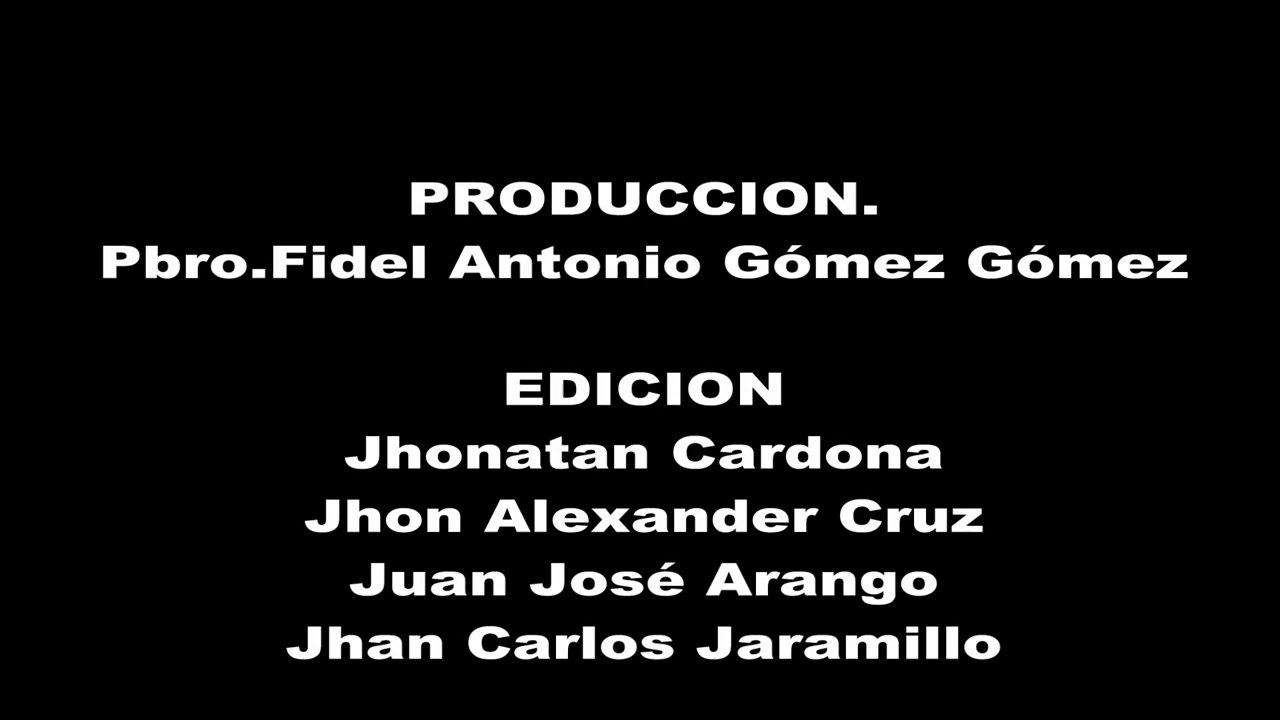 PRODUCCION.
Pbro.Fidel Antonio Gómez Gómez
EDICION
Jhonatan Cardona
Jhon Alexander Cruz
Juan José Arango
Jhan Carlos Jaramillo